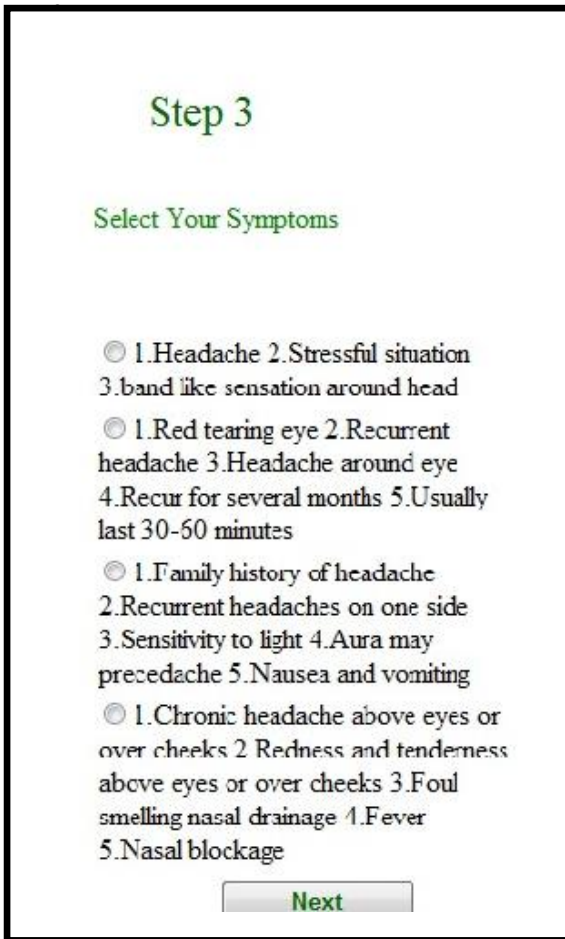 Step 3
Select Your Symptoms
1.Headache 2.Stressful situation
3.band like sensation around head
1.Red tearing eye 2.Recurrent
headache 3.Headache around eye
4.Recur for several months 5.Usually
last 30-60 minutes
1.Family history of headache
2.Recurrent headaches on one side
3.Sensitivity to light 4.Aura may
precedache 5.Nausea and vomiting
1.Chronic headache above eyes or
over cheeks 2 Redness and tenderness
above eyes or over cheeks 3.Foul
smelling nasal drainage 4.Fever
5.Nasal blockage
Next